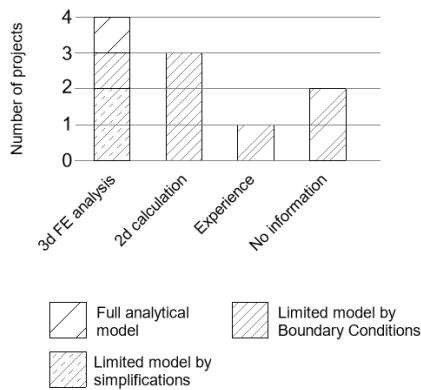 Number of projects
4
3
2
1
0
3d FE analysis
2d calculation
Experience
No information
Full analytical
model
Limited model by
Boundary Conditions
Limited model by
simplifications